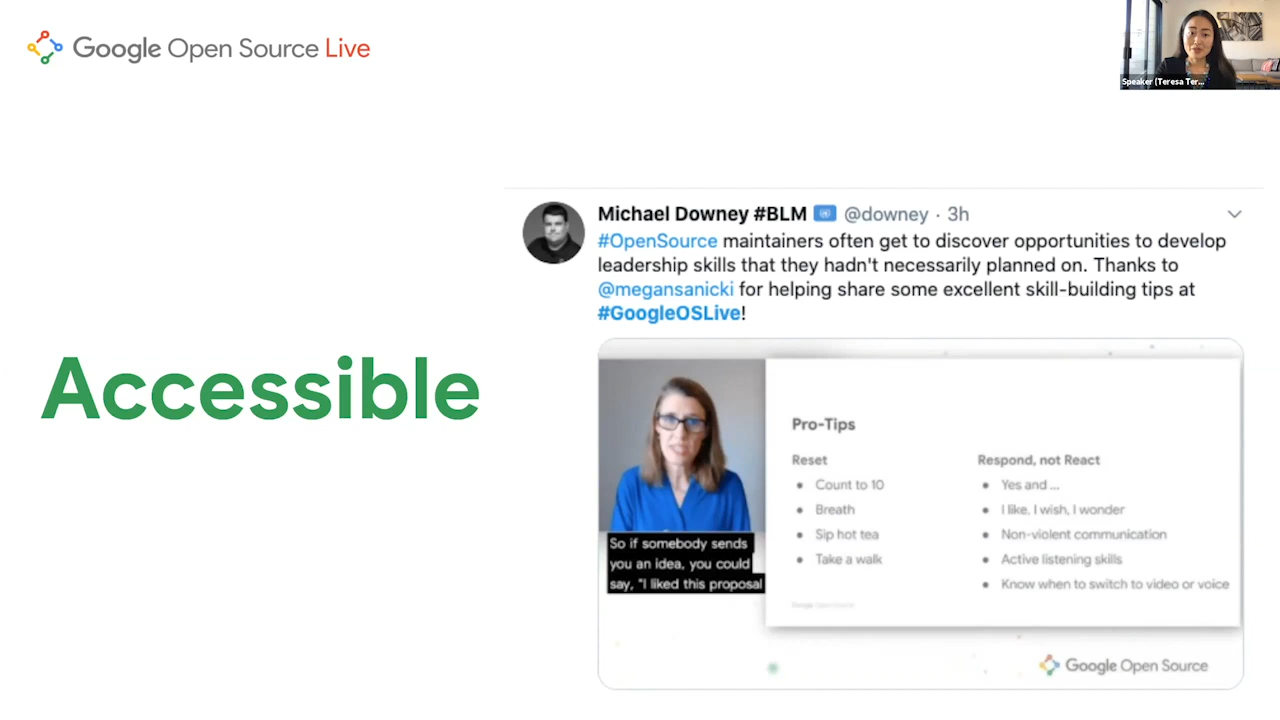 Google Open Source Live
Speaker (Teresa Ter...
Michael Downey #BLM @downey · 3h
#OpenSource maintainers often get to discover opportunities to develop
leadership skills that they hadn't necessarily planned on. Thanks to
@megansanicki for helping share some excellent skill-building tips at
#GoogleOSLive!
Accessible
Pro-Tips
Reset
• Count to 10
• Breath
• Sip hot tea
• Take a walk
Respond, not React
• Yes and ...
• I like, I wish, I wonder
• Non-violent communication
• Active listening skills
• Know when to switch to video or voice
So if somebody sends
you an idea, you could
say, "I liked this proposal
Google Open Source
Google Open Source